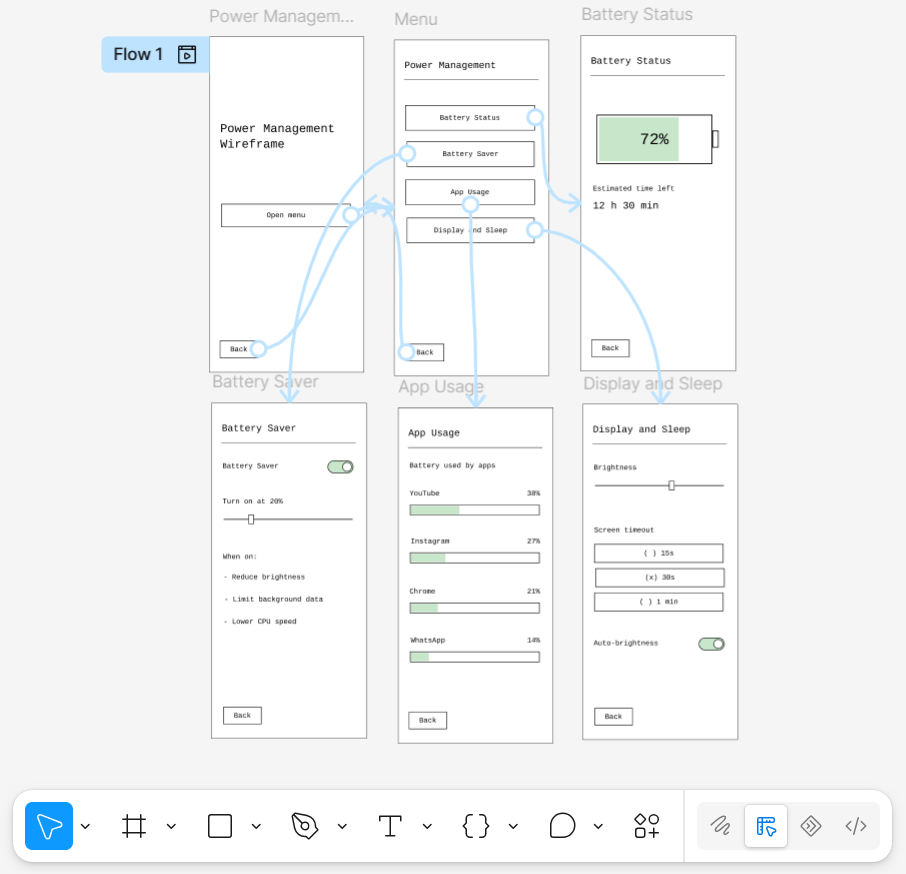 Power Managem...
Menu
Battery Status
Flow 1
Power Management
Wireframe
Open menu
Back
Power Management
Battery Status
Battery Saver
App Usage
Display and Sleep
Back
Battery Status
72%
Estimated time left
12 h 30 min
Back
Battery Saver
App Usage
Display and Sleep
Battery Saver
Battery Saver
Turn on at 20%
When on:
- Reduce brightness
- Limit background data
- Lower CPU speed
Back
App Usage
Battery used by apps
YouTube 38%
Instagram 27%
Chrome 21%
WhatsApp 14%
Back
Display and Sleep
Brightness
Screen timeout
( ) 15s
(x) 30s
( ) 1 min
Auto-brightness
Back